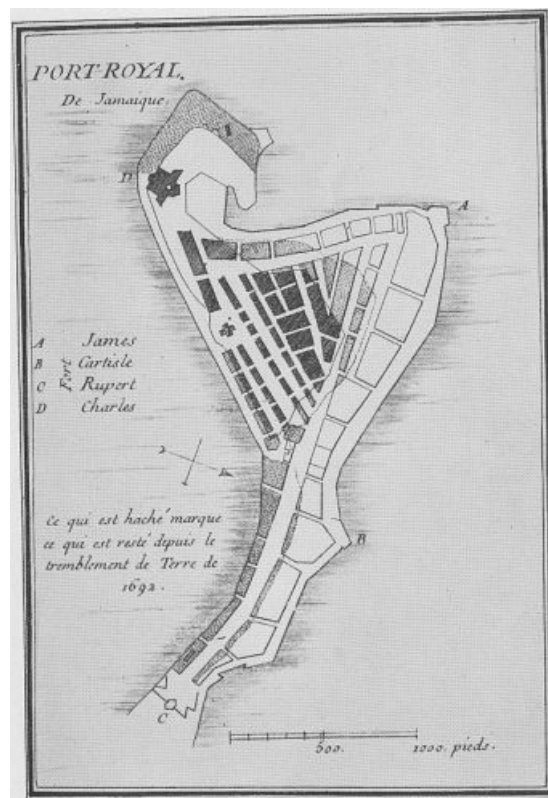 PORT-ROYAL,
De Jamaique.
D
A
A James
B Carlisle
Fort
C Rupert
D Charles
Ce qui est haché marque
ce qui est resté depuis le
tremblement de Terre de
1692.
B
C
500. 1000. pieds.